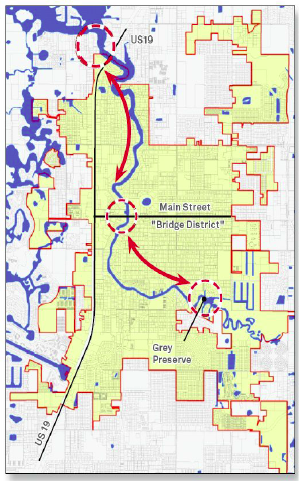 US19
Main Street
"Bridge District"
Grey
Preserve
US 19